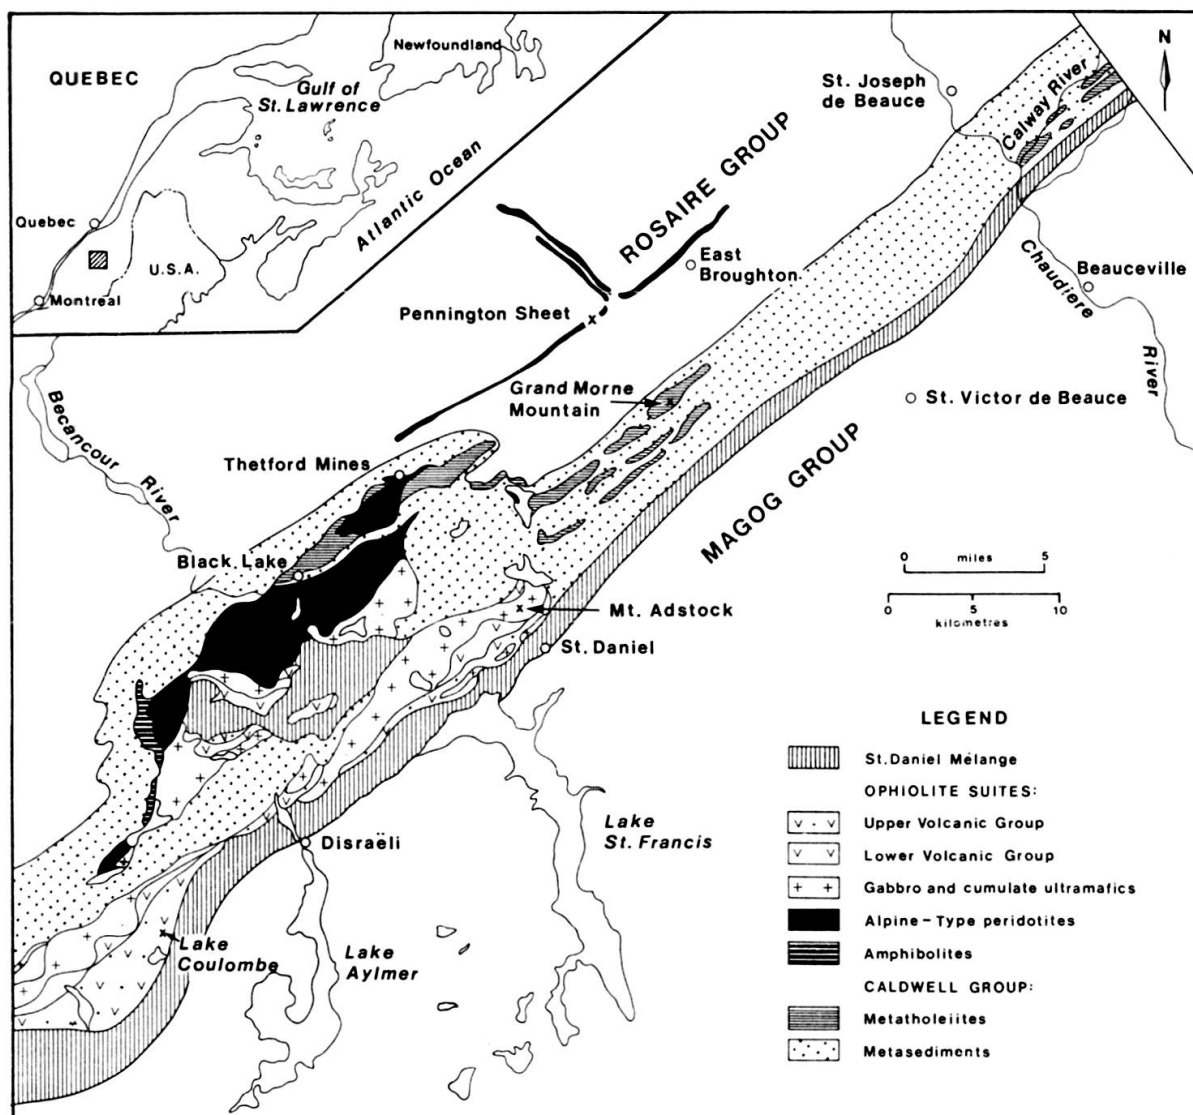 QUEBEC
Newfoundland
Gulf of
St. Lawrence
Atlantic Ocean
Quebec
U.S.A.
Montreal
N
St. Joseph
de Beauce
Calway River
ROSAIRE GROUP
East
Broughton
Beauceville
Chaudiere
River
Pennington Sheet
Grand Morne
Mountain
St. Victor de Beauce
Becancour
River
Thetford Mines
MAGOG GROUP
Black Lake
0 miles 5
0 5 10
kilometres
Mt. Adstock
St. Daniel
LEGEND
St. Daniel Mélange
OPHIOLITE SUITES:
Upper Volcanic Group
Lower Volcanic Group
Gabbro and cumulate ultramafics
Alpine-Type peridotites
Amphibolites
CALDWELL GROUP:
Metatholeiites
Metasediments
Lake
St. Francis
Disraëli
Lake
Coulombe
Lake
Aylmer